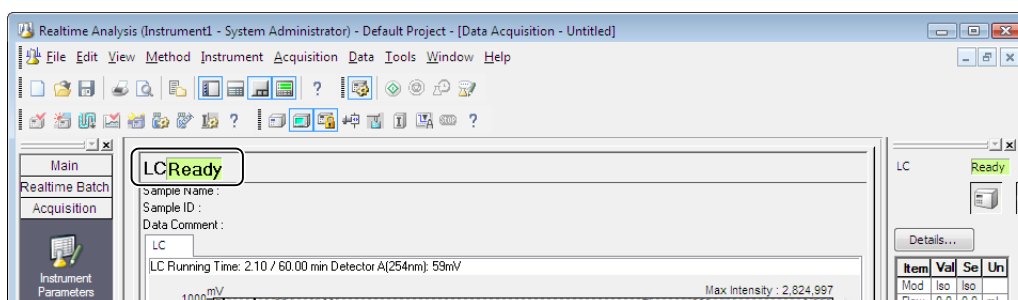 Realtime Analysis (Instrument1 - System Administrator) - Default Project - [Data Acquisition - Untitled]
File Edit View Method Instrument Acquisition Data Tools Window Help
Main
Realtime Batch
Acquisition
Instrument
Parameters
LC Ready
Sample Name :
Sample ID :
Data Comment :
LC
LC Running Time: 2.10 / 60.00 min Detector A(254nm): 59mV
mV
1000
Max Intensity : 2,824,997
LC Ready
Details...
Item Val Se Un
Mod Iso Iso